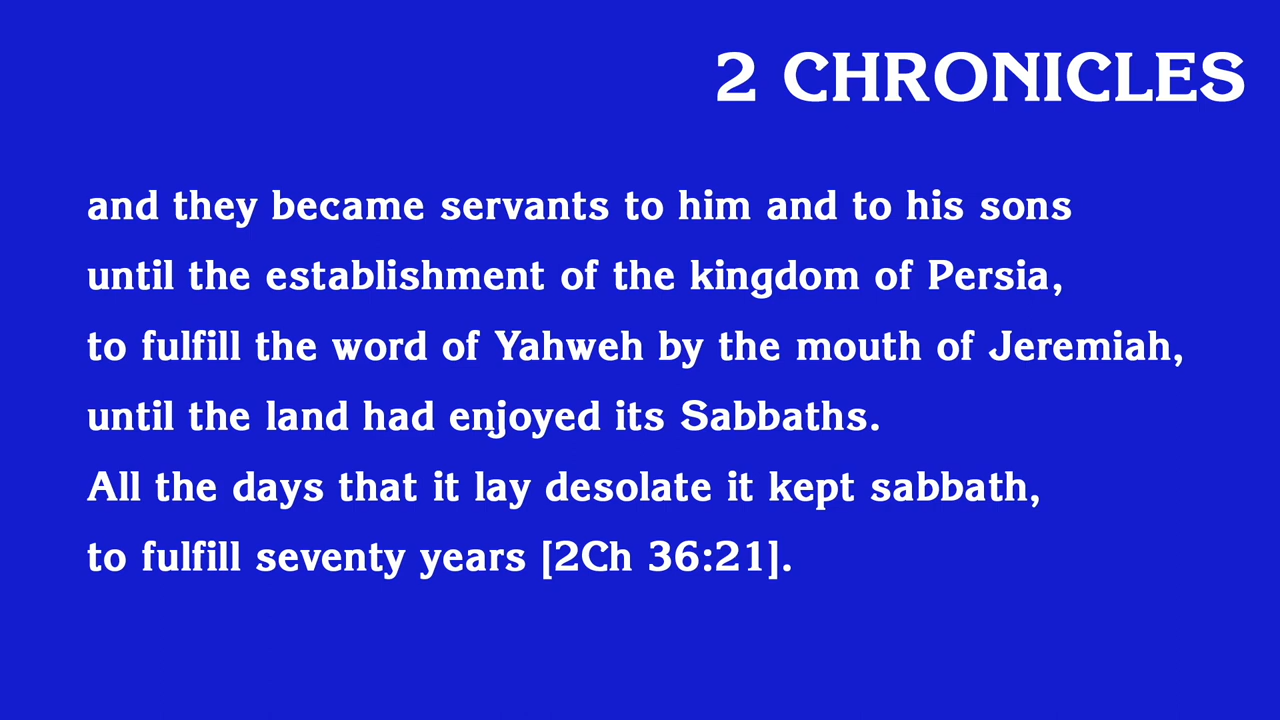 2 CHRONICLES
and they became servants to him and to his sons
until the establishment of the kingdom of Persia,
to fulfill the word of Yahweh by the mouth of Jeremiah,
until the land had enjoyed its Sabbaths.
All the days that it lay desolate it kept sabbath,
to fulfill seventy years [2Ch 36:21].